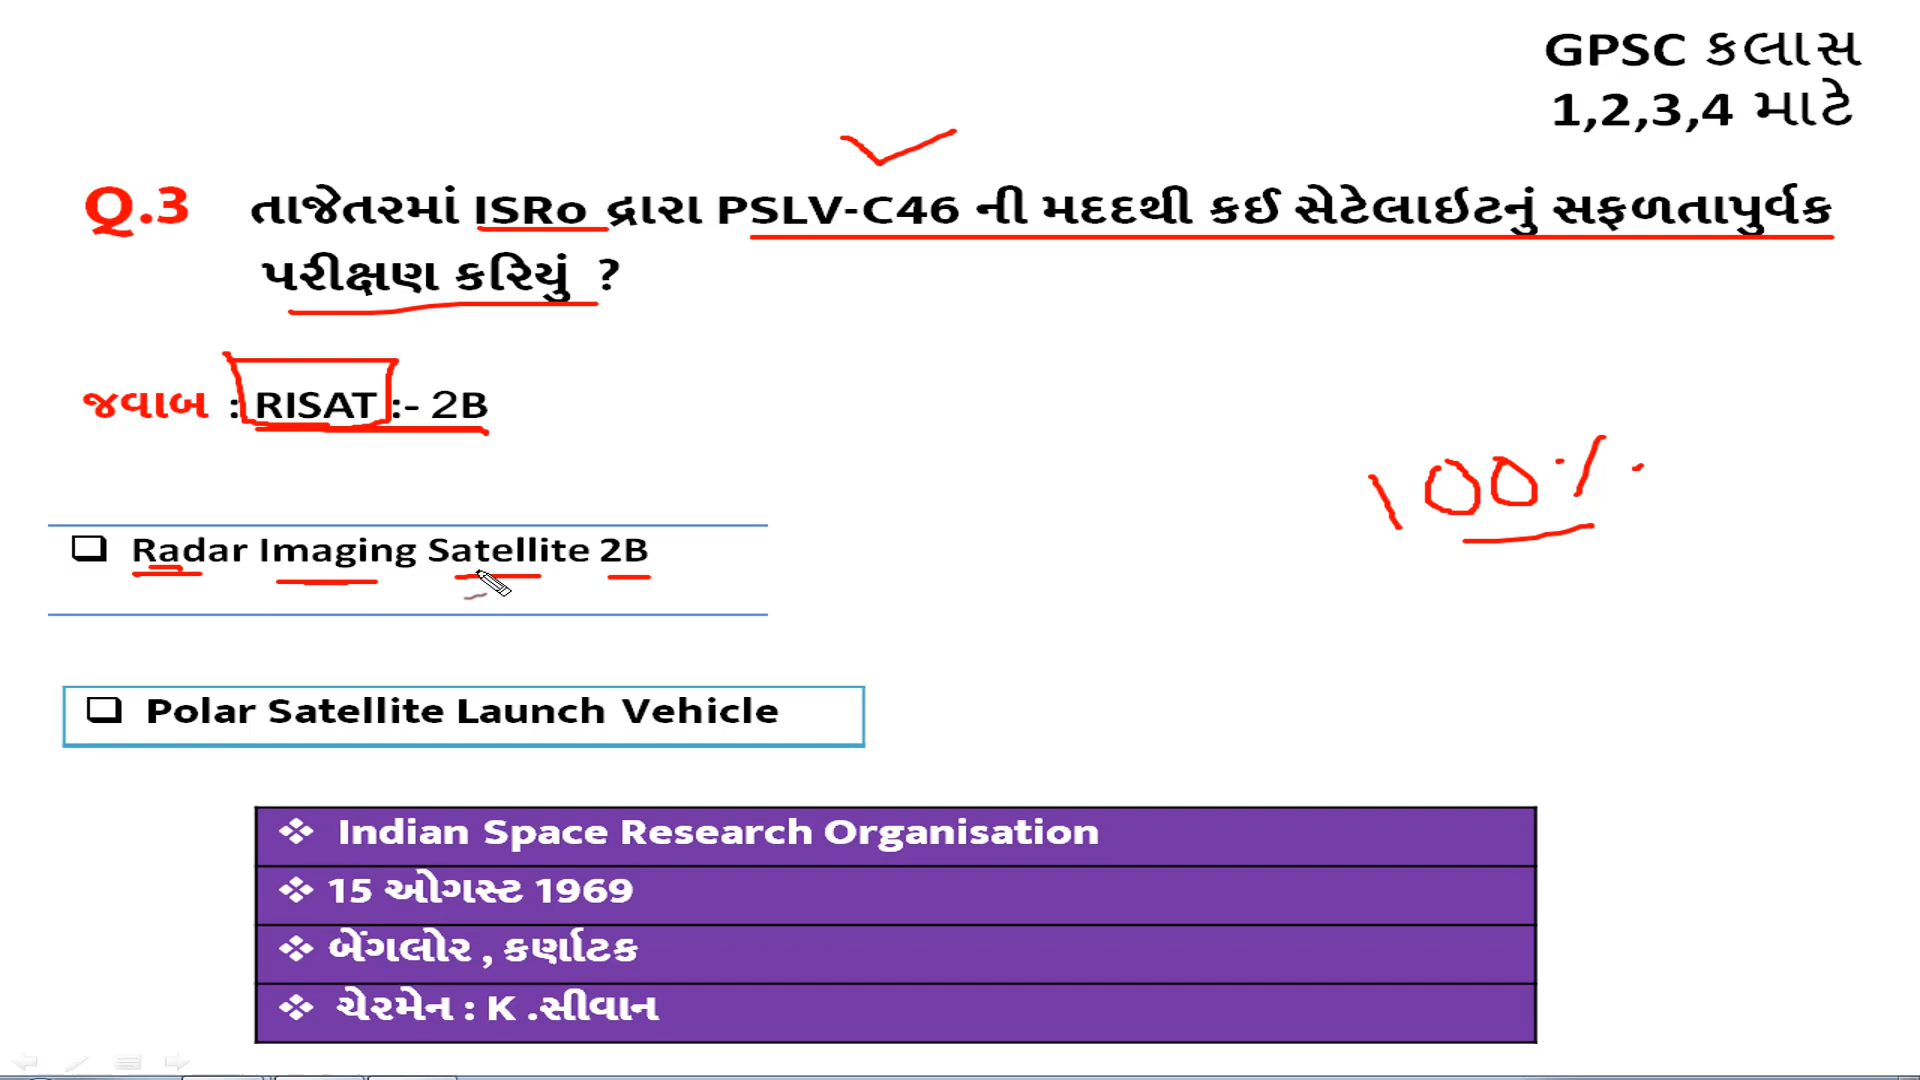 GPSC કલાસ
1,2,3,4 માટે
Q.3 તાજેતરમાં ISRo દ્રારા PSLV-C46 ની મદદથી કઈ સેટેલાઇટનું સફળતાપુર્વક
પરીક્ષણ કરિયું ?
જવાબ : RISAT :- 2B
100%
❑ Radar Imaging Satellite 2B
❑ Polar Satellite Launch Vehicle
❖ Indian Space Research Organisation
❖ 15 ઓગસ્ટ 1969
❖ બેંગલોર , કર્ણાટક
❖ ચેરમેન : K .સીવાન